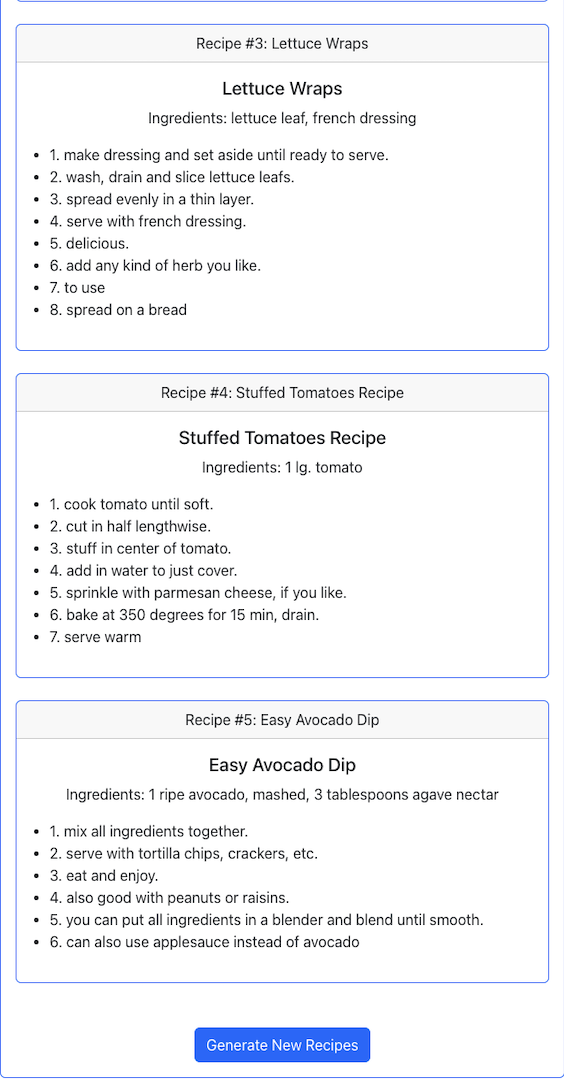 Recipe #3: Lettuce Wraps
Lettuce Wraps
Ingredients: lettuce leaf, french dressing
• 1. make dressing and set aside until ready to serve.
• 2. wash, drain and slice lettuce leafs.
• 3. spread evenly in a thin layer.
• 4. serve with french dressing.
• 5. delicious.
• 6. add any kind of herb you like.
• 7. to use
• 8. spread on a bread
Recipe #4: Stuffed Tomatoes Recipe
Stuffed Tomatoes Recipe
Ingredients: 1 lg. tomato
• 1. cook tomato until soft.
• 2. cut in half lengthwise.
• 3. stuff in center of tomato.
• 4. add in water to just cover.
• 5. sprinkle with parmesan cheese, if you like.
• 6. bake at 350 degrees for 15 min, drain.
• 7. serve warm
Recipe #5: Easy Avocado Dip
Easy Avocado Dip
Ingredients: 1 ripe avocado, mashed, 3 tablespoons agave nectar
• 1. mix all ingredients together.
• 2. serve with tortilla chips, crackers, etc.
• 3. eat and enjoy.
• 4. also good with peanuts or raisins.
• 5. you can put all ingredients in a blender and blend until smooth.
• 6. can also use applesauce instead of avocado
Generate New Recipes